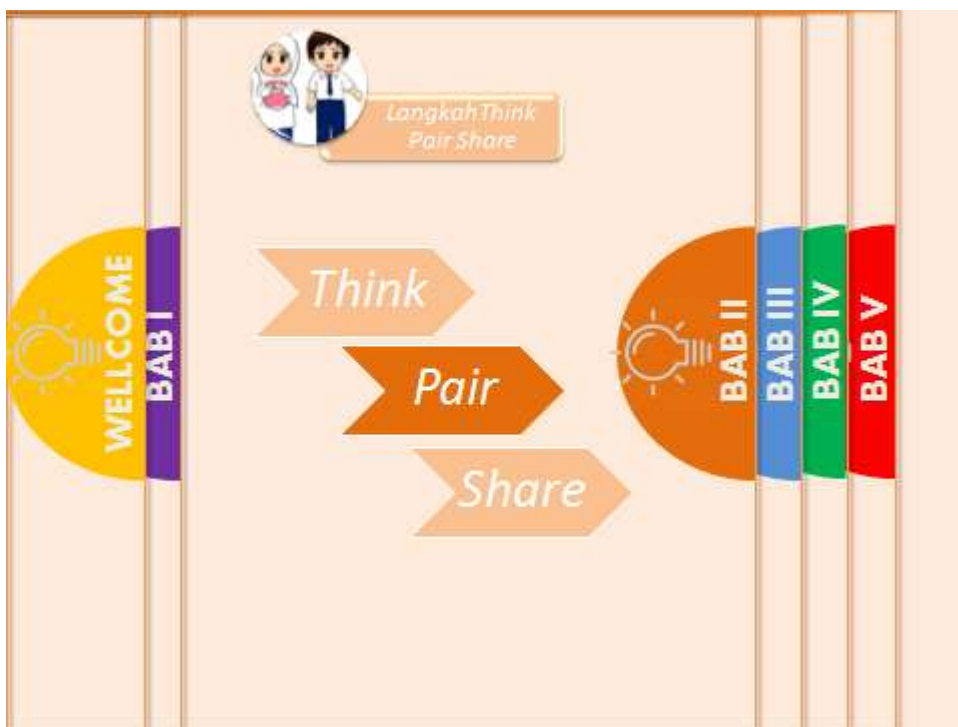 LangkahThink
Pair Share
WELLCOME
BAB I
Think
Pair
Share
BAB II
BAB III
BAB IV
BAB V